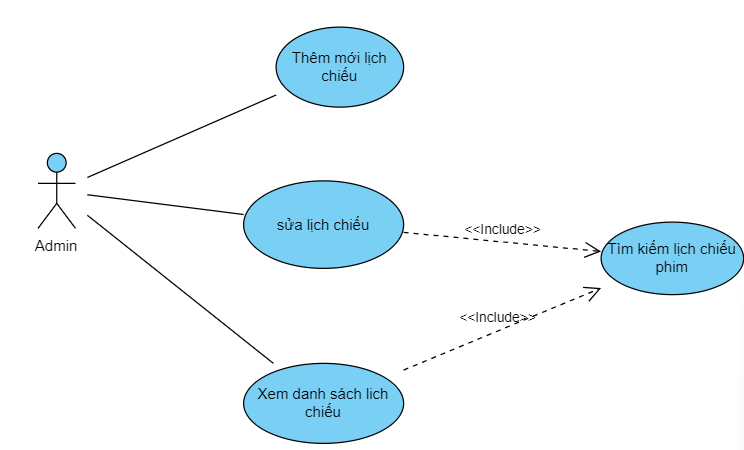 Thêm mới lịch
chiếu
Admin
sửa lịch chiếu
<<Include>>
Tìm kiếm lịch chiếu
phim
<<Include>>
Xem danh sách lich
chiếu